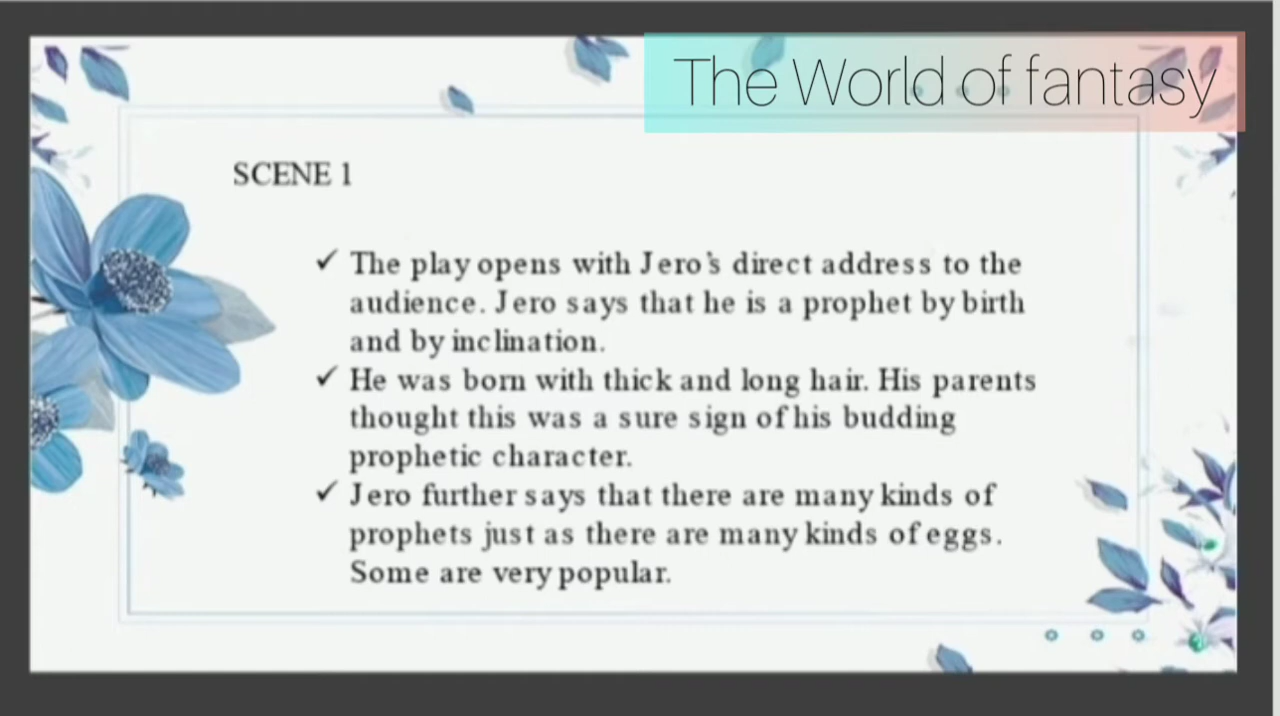 The World of fantasy
SCENE 1
✓ The play opens with Jero's direct address to the
audience. Jero says that he is a prophet by birth
and by inclination.
✓ He was born with thick and long hair. His parents
thought this was a sure sign of his budding
prophetic character.
✓ Jero further says that there are many kinds of
prophets just as there are many kinds of eggs.
Some are very popular.